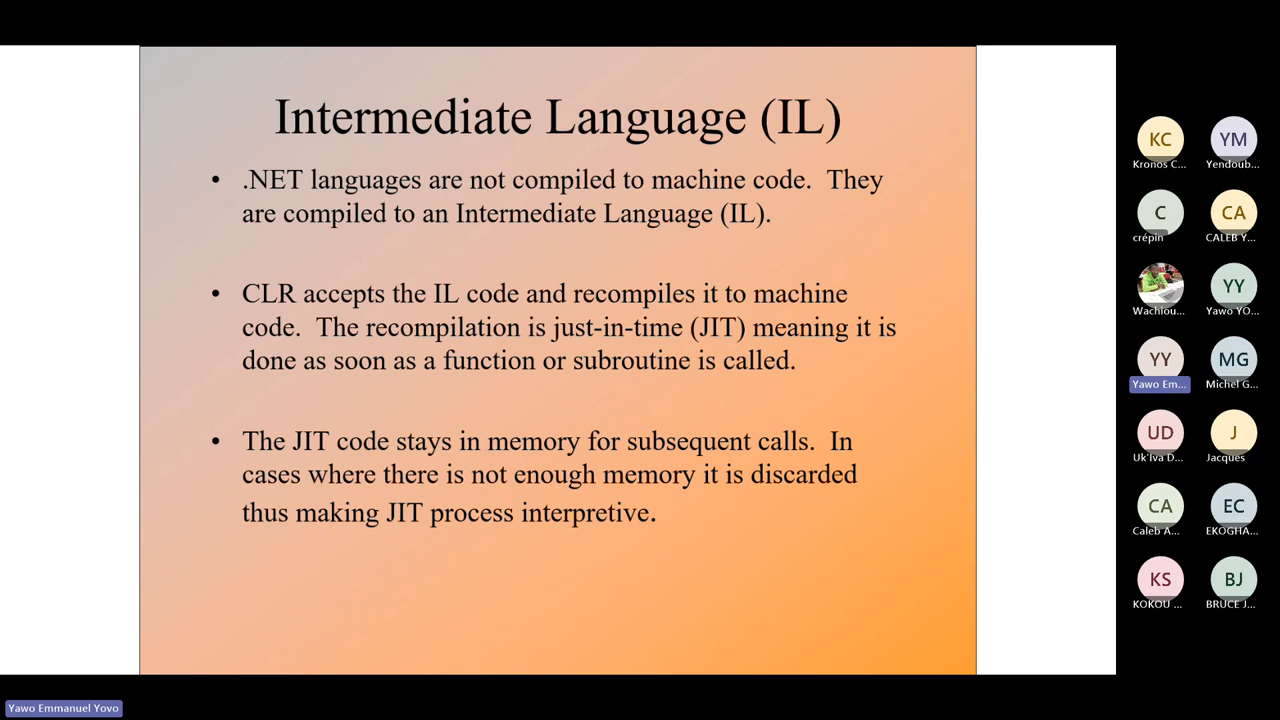 Intermediate Language (IL)
• .NET languages are not compiled to machine code.  They
are compiled to an Intermediate Language (IL).
• CLR accepts the IL code and recompiles it to machine
code.  The recompilation is just-in-time (JIT) meaning it is
done as soon as a function or subroutine is called.
• The JIT code stays in memory for subsequent calls.  In
cases where there is not enough memory it is discarded
thus making JIT process interpretive.
KC
YM
Kronos C...
Yendoub...
C
CA
crépin
CALEB Y...
YY
Wachiou...
Yawo YO...
YY
MG
Yawo Em...
Michel G...
UD
J
Uk'Iva D...
Jacques
CA
EC
Caleb A...
EKOGHA...
KS
BJ
KOKOU ...
BRUCE J...
Yawo Emmanuel Yovo